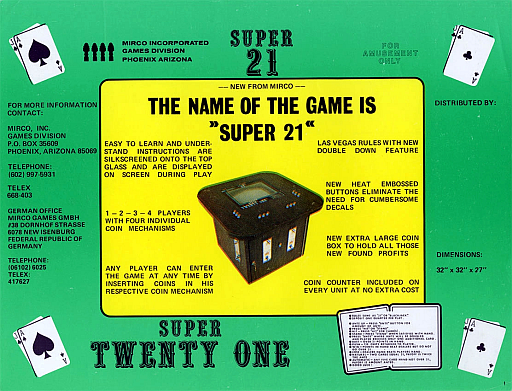 SUPER
21
MIRCO INCORPORATED
GAMES DIVISION
PHOENIX ARIZONA
FOR
AMUSEMENT
ONLY
FOR MORE INFORMATION
CONTACT:
MIRCO, INC.
GAMES DIVISION
P.O. BOX 35609
PHOENIX, ARIZONA 85069
TELEPHONE:
(602) 997-5931
TELEX
668-403
GERMAN OFFICE
MIRCO GAMES GMBH
#38 DORNHOF STRASSE
6078 NEW ISENBURG
FEDERAL REPUBLIC OF
GERMANY
TELEPHONE:
(06102) 6025
TELEX:
417627
— NEW FROM MIRCO —
THE NAME OF THE GAME IS
»SUPER 21«
EASY TO LEARN AND UNDER-
STAND INSTRUCTIONS ARE
SILKSCREENED ONTO THE TOP
GLASS AND ARE DISPLAYED
ON SCREEN DURING PLAY
1 – 2 – 3 – 4 PLAYERS
WITH FOUR INDIVIDUAL
COIN MECHANISMS
ANY PLAYER CAN ENTER
THE GAME AT ANY TIME BY
INSERTING COINS IN HIS
RESPECTIVE COIN MECHANISM
LAS VEGAS RULES WITH NEW
DOUBLE DOWN FEATURE
NEW HEAT EMBOSSED
BUTTONS ELIMINATE THE
NEED FOR CUMBERSOME
DECALS
NEW EXTRA LARGE COIN
BOX TO HOLD ALL THOSE
NEW FOUND PROFITS
COIN COUNTER INCLUDED ON
EVERY UNIT AT NO EXTRA COST
DISTRIBUTED BY:
DIMENSIONS:
32" x 32" x 27"
SUPER
TWENTY ONE